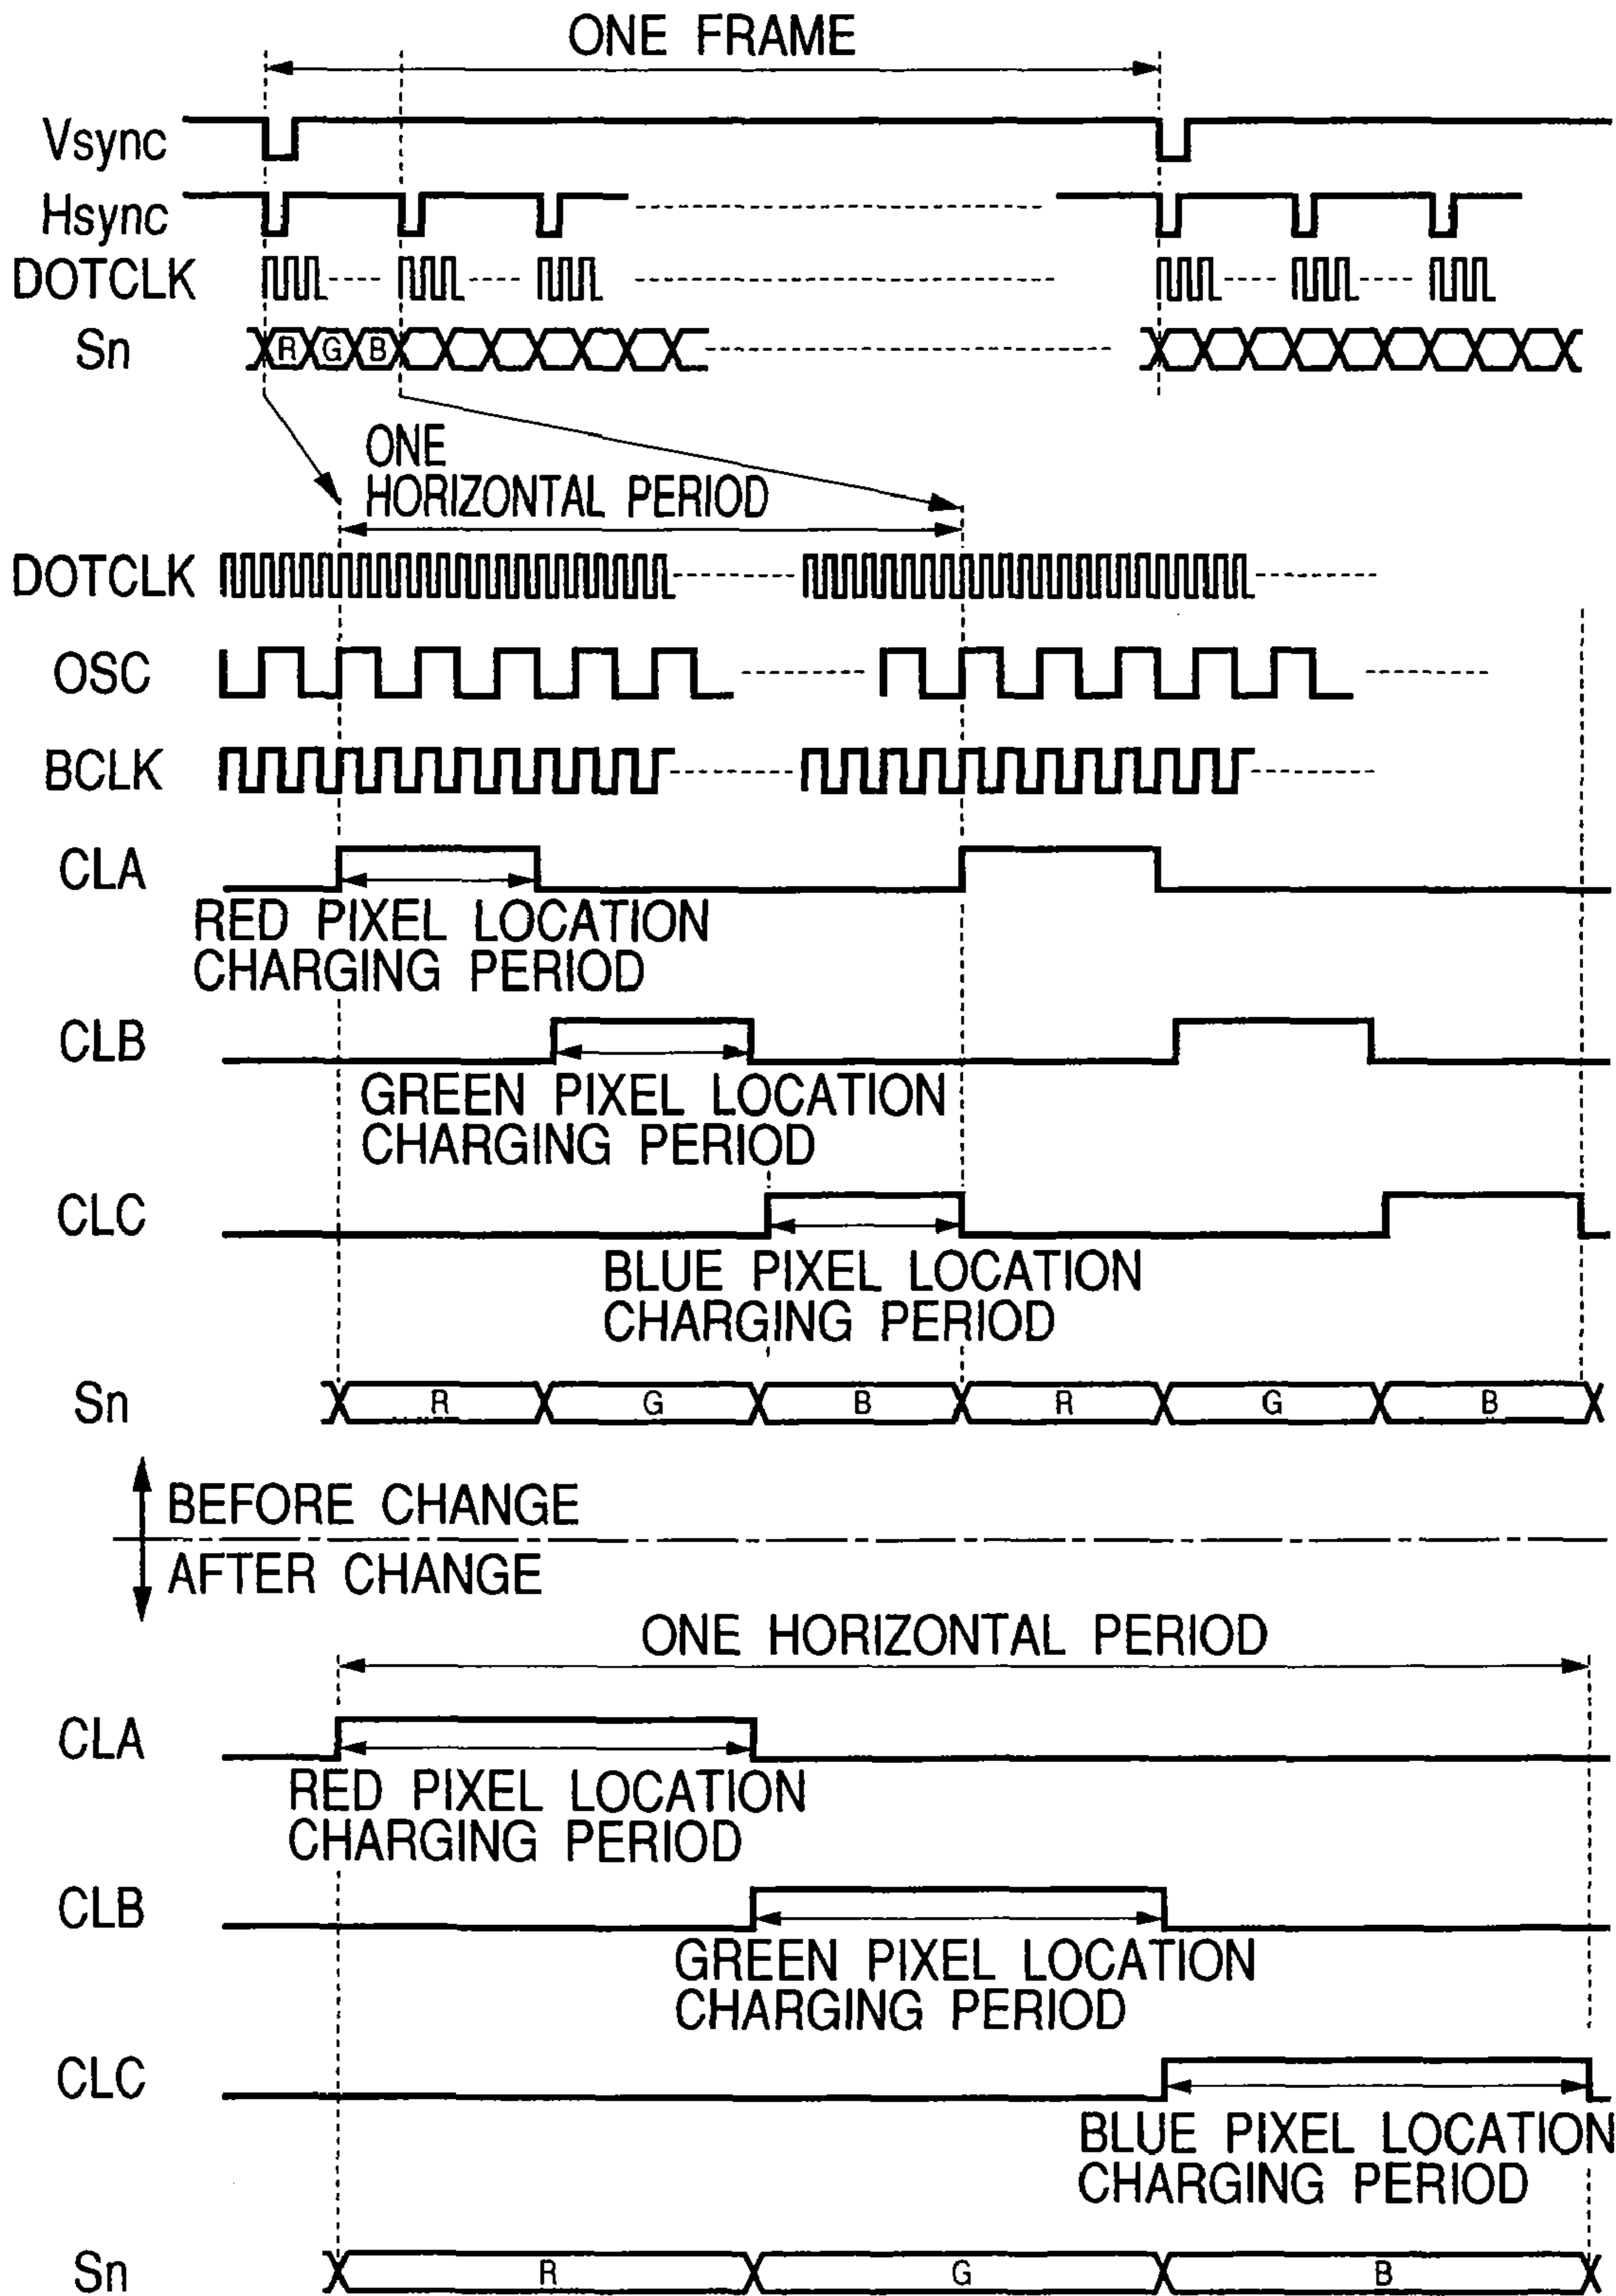 ONE FRAME
Vsync
Hsync
DOTCLK
Sn
R G B
ONE
HORIZONTAL PERIOD
DOTCLK
OSC
BCLK
CLA
RED PIXEL LOCATION
CHARGING PERIOD
CLB
GREEN PIXEL LOCATION
CHARGING PERIOD
CLC
BLUE PIXEL LOCATION
CHARGING PERIOD
Sn R G B R G B
BEFORE CHANGE
AFTER CHANGE
ONE HORIZONTAL PERIOD
CLA
RED PIXEL LOCATION
CHARGING PERIOD
CLB
GREEN PIXEL LOCATION
CHARGING PERIOD
CLC
BLUE PIXEL LOCATION
CHARGING PERIOD
Sn R G B